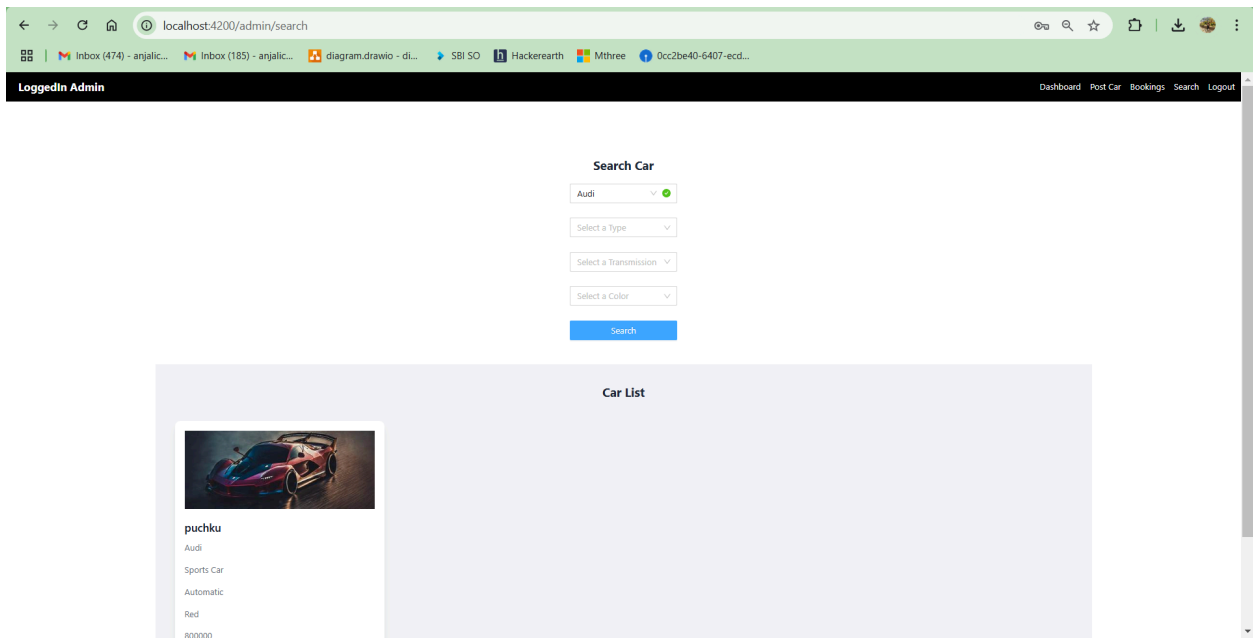 localhost:4200/admin/search
Inbox (474) - anjalic... Inbox (185) - anjalic... diagram.drawio - di... SBI SO h Hackerearth Mthree 0cc2be40-6407-ecd...
LoggedIn Admin Dashboard Post Car Bookings Search Logout
Search Car
Audi
Select a Type
Select a Transmission
Select a Color
Search
Car List
puchku
Audi
Sports Car
Automatic
Red
800000